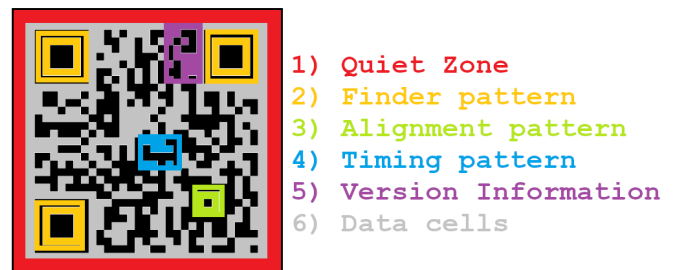 1) Quiet Zone
2) Finder pattern
3) Alignment pattern
4) Timing pattern
5) Version Information
6) Data cells